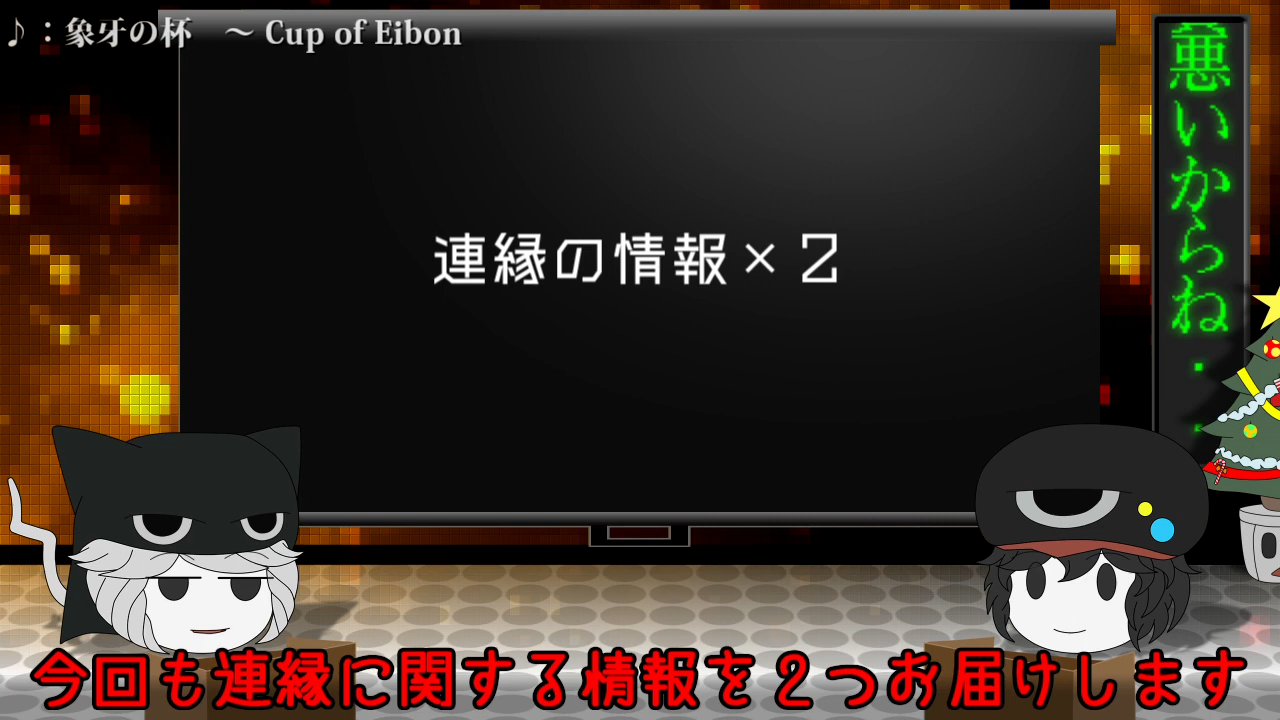 ♪：象牙の杯　～ Cup of Eibon
連縁の情報×２
悪いからね・・
今回も連縁に関する情報を２つお届けします